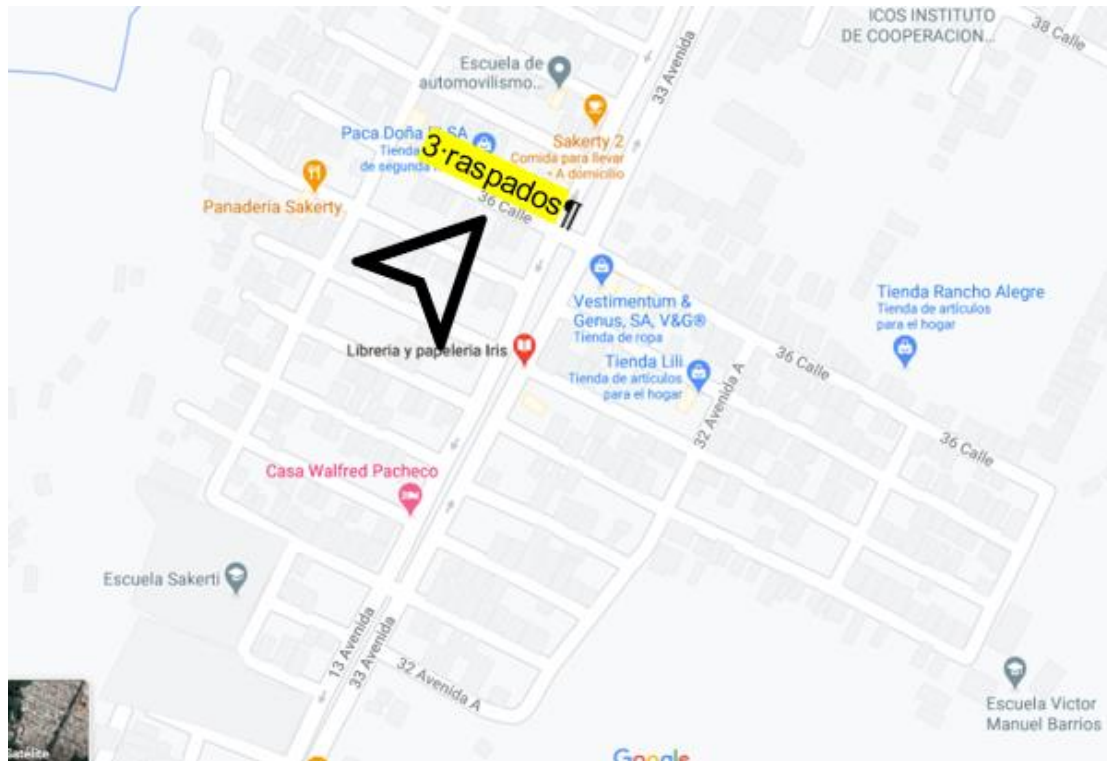 ICOS INSTITUTO
DE COOPERACION...
38 Calle
33 Avenida
Escuela de
automovilismo...
Sakerty 2
Comida para llevar
• A domicilio
Paca Doña SA
Tienda
de segunda
3·raspados¶
36 Calle
Panadería Sakerty
Vestimentum &
Genus, SA, V&G®
Tienda de ropa
Tienda Rancho Alegre
Tienda de artículos
para el hogar
Libreria y papeleria Iris
Tienda Lili
Tienda de artículos
para el hogar
36 Calle
32 Avenida A
36 Calle
Casa Walfred Pacheco
Escuela Sakerti
13 Avenida
33 Avenida
32 Avenida A
Escuela Victor
Manuel Barrios
Satélite
Google